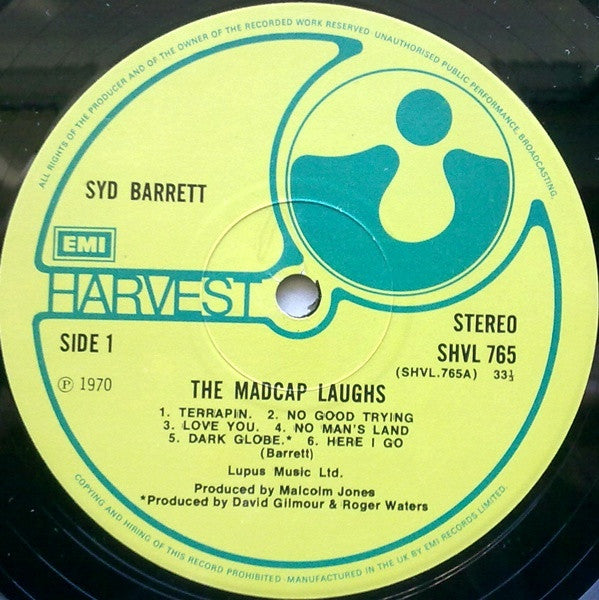 ALL RIGHTS OF THE PRODUCER AND OF THE OWNER OF THE RECORDED WORK RESERVED · UNAUTHORISED PUBLIC PERFORMANCE, BROADCASTING,
SYD BARRETT
EMI
HARVEST
SIDE 1
STEREO
SHVL 765
(SHVL.765A) 33⅓
℗ 1970
THE MADCAP LAUGHS
1. TERRAPIN. 2. NO GOOD TRYING
3. LOVE YOU. 4. NO MAN'S LAND
5. DARK GLOBE.* 6. HERE I GO
(Barrett)
Lupus Music Ltd.
Produced by Malcolm Jones
*Produced by David Gilmour & Roger Waters
COPYING AND HIRING OF THIS RECORD PROHIBITED · MANUFACTURED IN THE UK BY EMI RECORDS LIMITED.